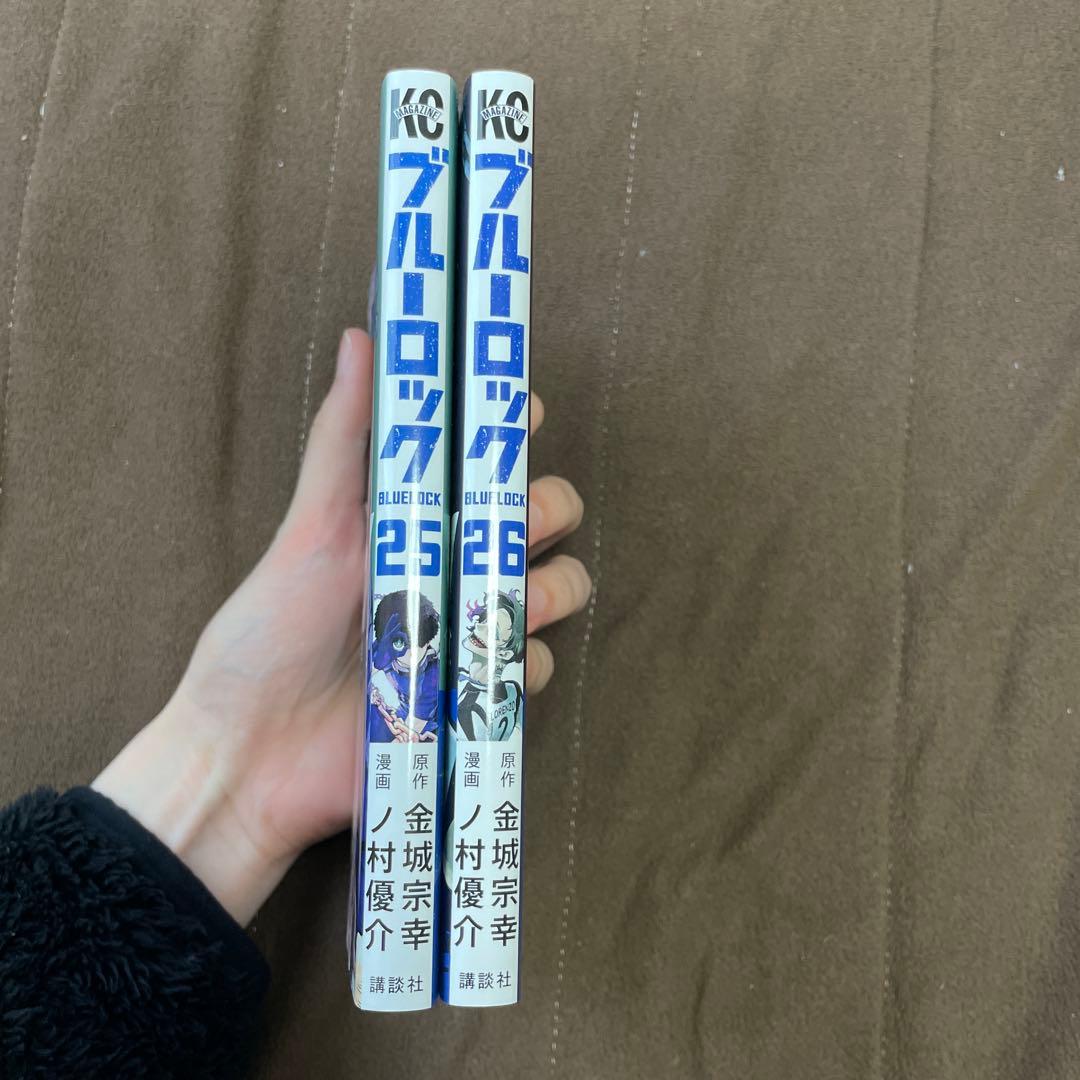 KC
MAGAZINE
ブルーロック
BLUELOCK
25
原作 金城宗幸
漫画 ノ村優介
講談社
KC
MAGAZINE
ブルーロック
BLUELOCK
26
LORENZO
2
原作 金城宗幸
漫画 ノ村優介
講談社